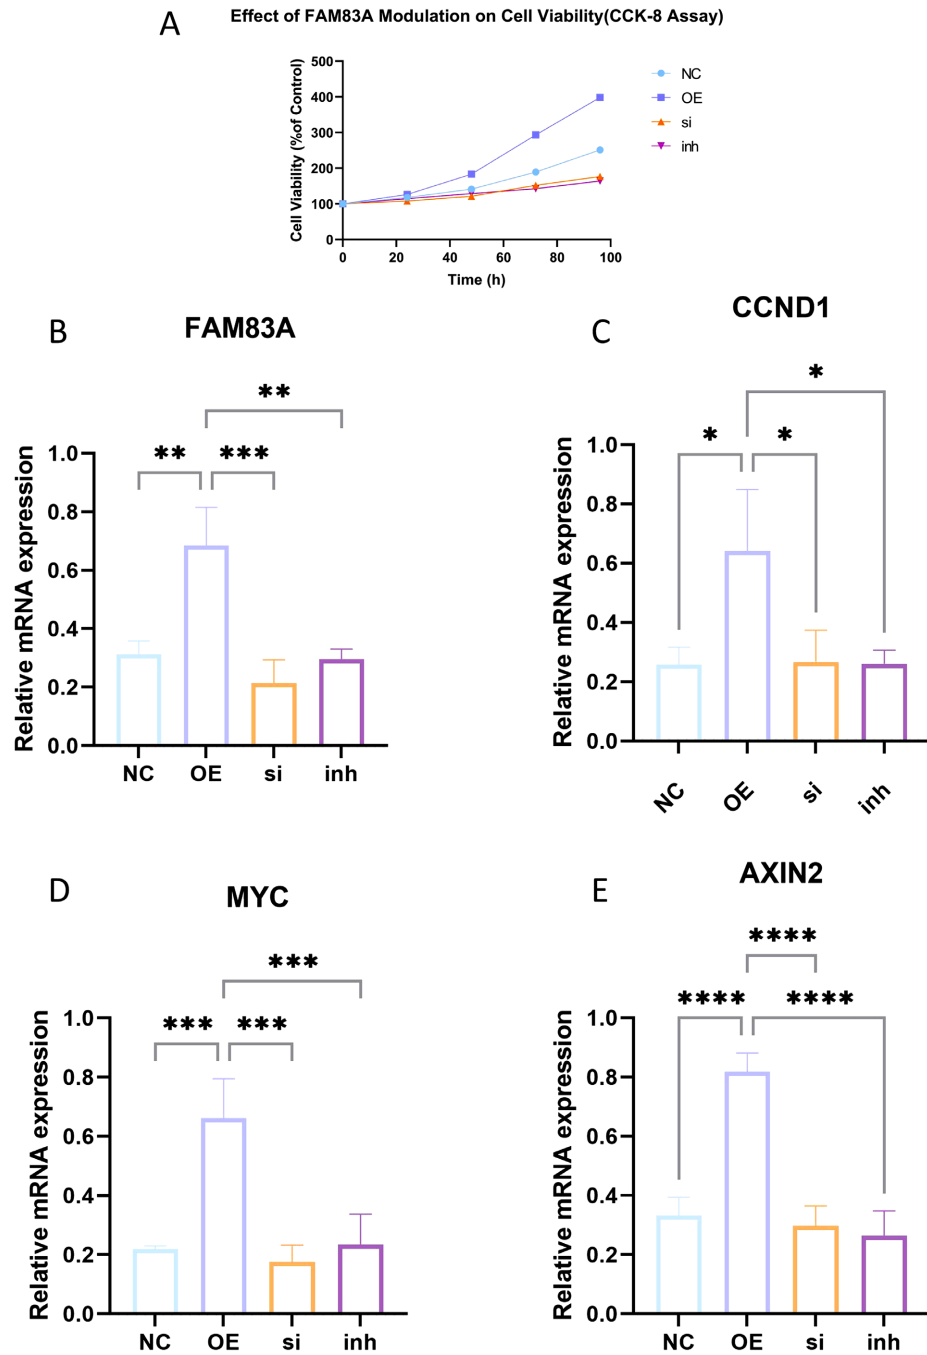 A
Effect of FAM83A Modulation on Cell Viability(CCK-8 Assay)
Cell Viability (%of Control)
500
400
300
200
100
0
0 20 40 60 80 100
Time (h)
NC
OE
si
inh
B
FAM83A
** 
** ***
Relative mRNA expression
1.0
0.8
0.6
0.4
0.2
0.0
NC OE si inh
C
CCND1
*
* *
Relative mRNA expression
1.0
0.8
0.6
0.4
0.2
0.0
NC OE si inh
D
MYC
***
*** ***
Relative mRNA expression
1.0
0.8
0.6
0.4
0.2
0.0
NC OE si inh
E
AXIN2
****
**** ****
Relative mRNA expression
1.0
0.8
0.6
0.4
0.2
0.0
NC OE si inh